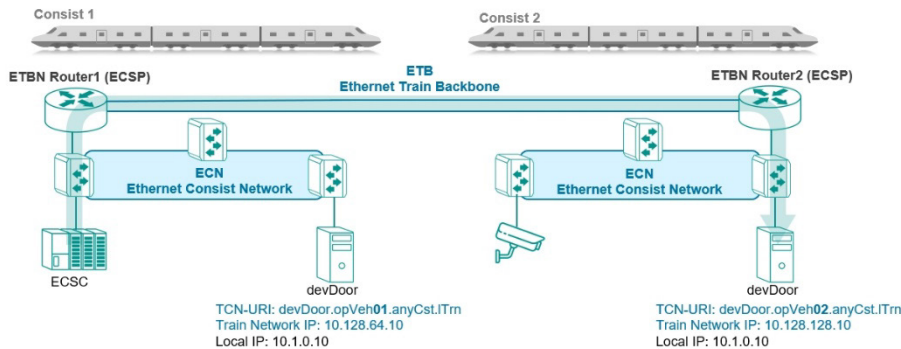 Consist 1
Consist 2
ETBN Router1 (ECSP)
ETB
Ethernet Train Backbone
ETBN Router2 (ECSP)
ECN
Ethernet Consist Network
ECN
Ethernet Consist Network
ECSC
devDoor
devDoor
TCN-URI: devDoor.opVeh01.anyCst.lTrn
Train Network IP: 10.128.64.10
Local IP: 10.1.0.10
TCN-URI: devDoor.opVeh02.anyCst.lTrn
Train Network IP: 10.128.128.10
Local IP: 10.1.0.10